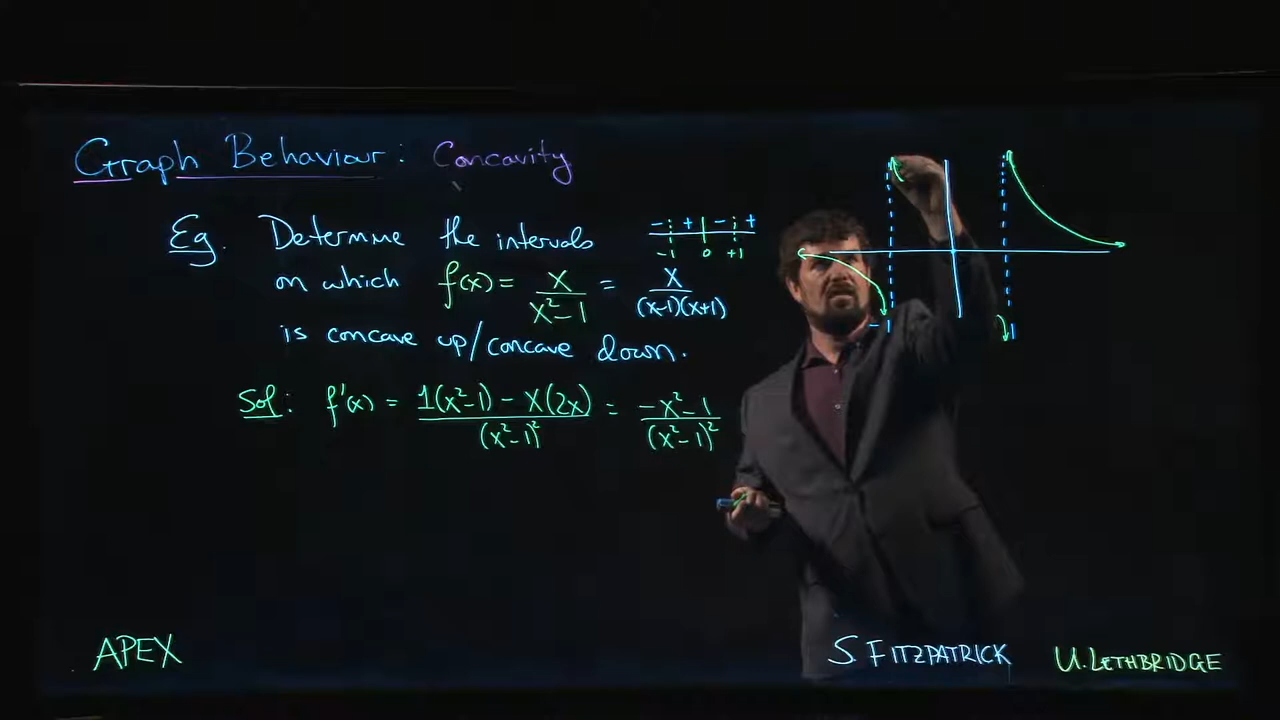 Graph Behaviour: Concavity
Eg. Determine the intervals
on which f(x) = x/(x²-1) = x/((x-1)(x+1))
is concave up/concave down.
- + - +
-1 0 +1
-1 1
Sol: f'(x) = (1(x²-1) - x(2x))/(x²-1)² = (-x²-1)/(x²-1)²
APEX
S. FITZPATRICK
U. LETHBRIDGE